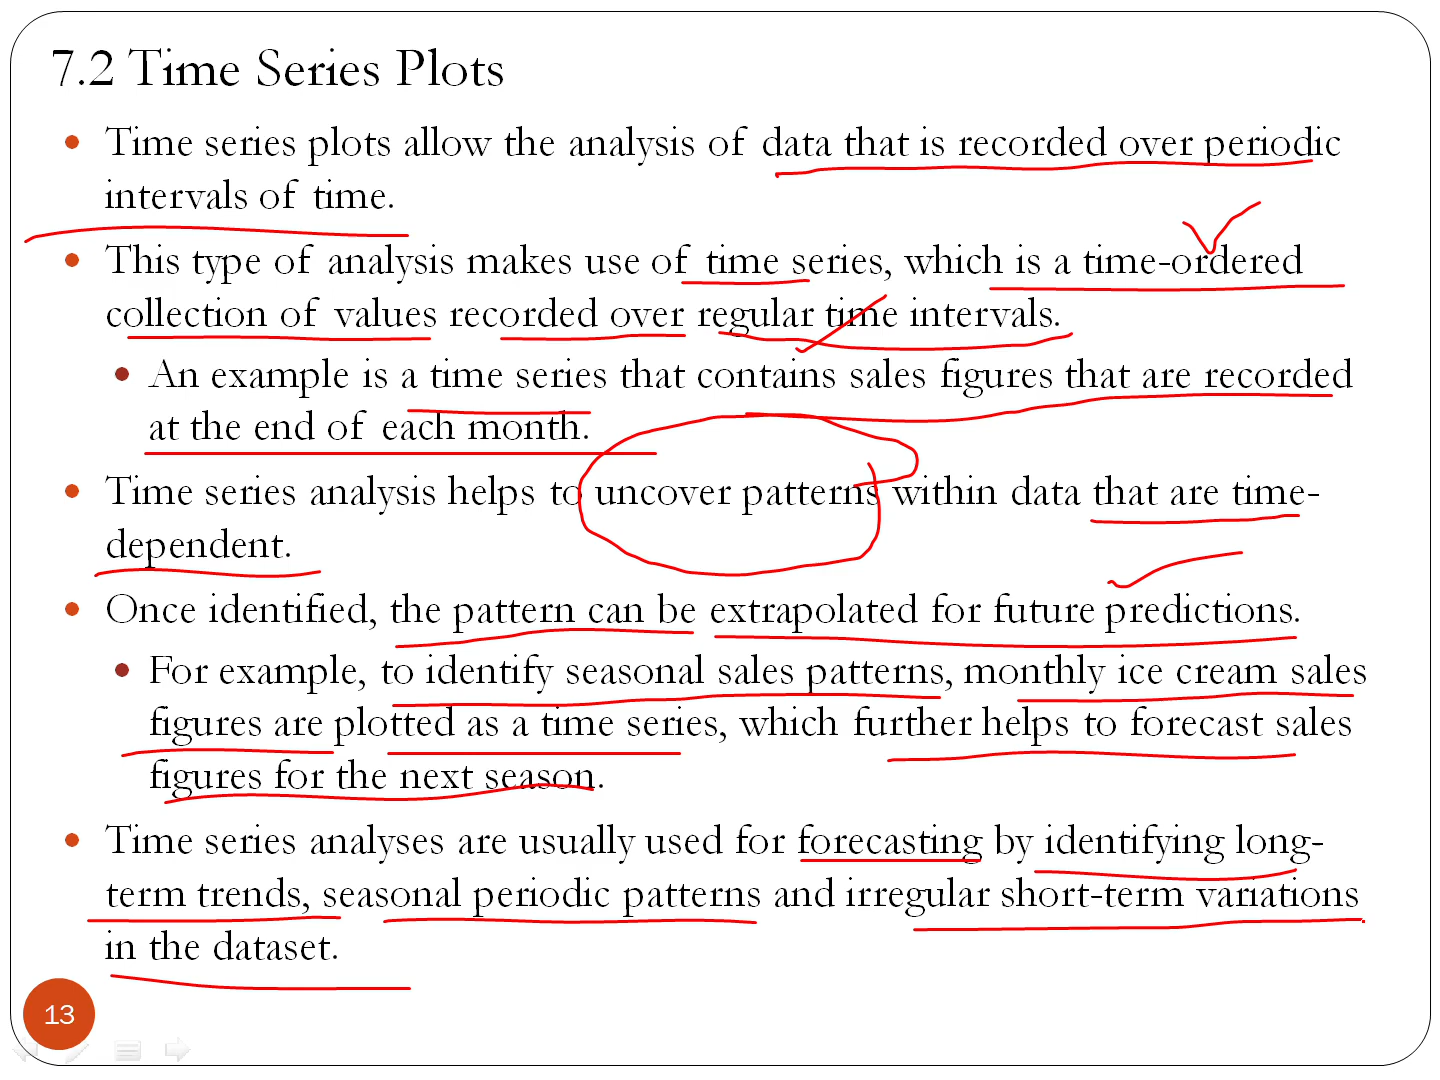 7.2 Time Series Plots
• Time series plots allow the analysis of data that is recorded over periodic
intervals of time.
• This type of analysis makes use of time series, which is a time-ordered
collection of values recorded over regular time intervals.
• An example is a time series that contains sales figures that are recorded
at the end of each month.
• Time series analysis helps to uncover patterns within data that are time-
dependent.
• Once identified, the pattern can be extrapolated for future predictions.
• For example, to identify seasonal sales patterns, monthly ice cream sales
figures are plotted as a time series, which further helps to forecast sales
figures for the next season.
• Time series analyses are usually used for forecasting by identifying long-
term trends, seasonal periodic patterns and irregular short-term variations
in the dataset.
13